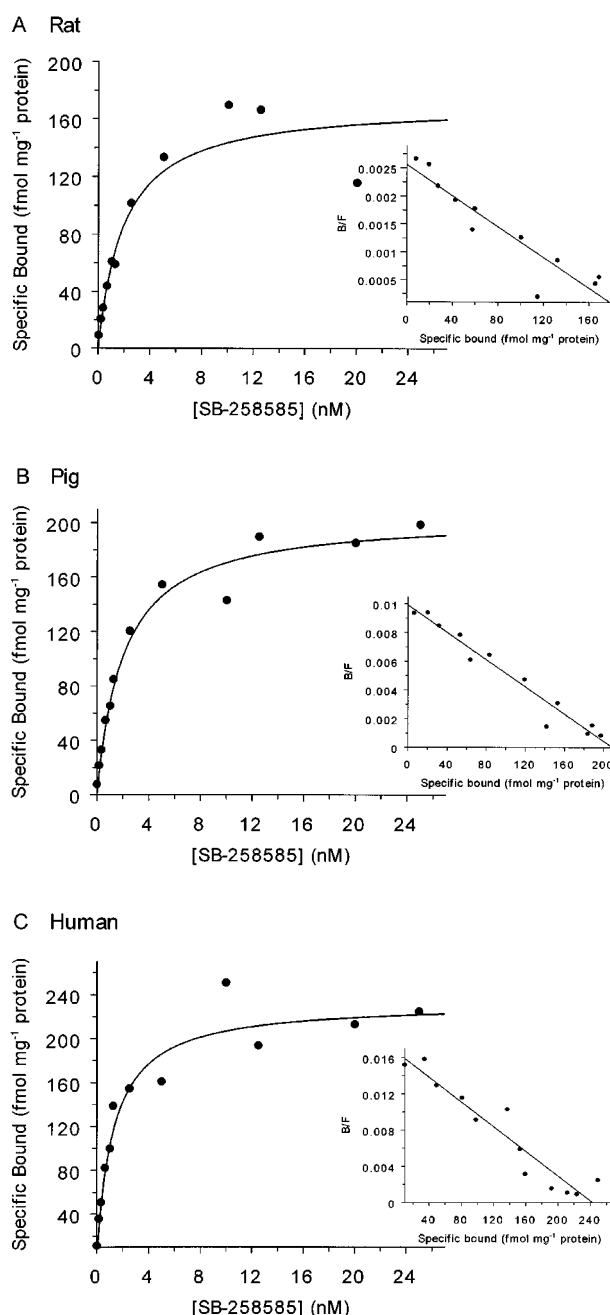 A Rat
Specific Bound (fmol mg⁻¹ protein)
200
160
120
80
40
0
0 4 8 12 16 20 24
[SB-258585] (nM)
B/F
0.0025
0.002
0.0015
0.001
0.0005
0 40 80 120 160
Specific bound (fmol mg⁻¹ protein)
B Pig
Specific Bound (fmol mg⁻¹ protein)
200
160
120
80
40
0
0 4 8 12 16 20 24
[SB-258585] (nM)
B/F
0.01
0.008
0.006
0.004
0.002
0
0 40 80 120 160 200
Specific bound (fmol mg⁻¹ protein)
C Human
Specific Bound (fmol mg⁻¹ protein)
240
200
160
120
80
40
0 4 8 12 16 20 24
[SB-258585] (nM)
B/F
0.016
0.012
0.008
0.004
0
40 80 120 160 200 240
Specific bound (fmol mg⁻¹ protein)